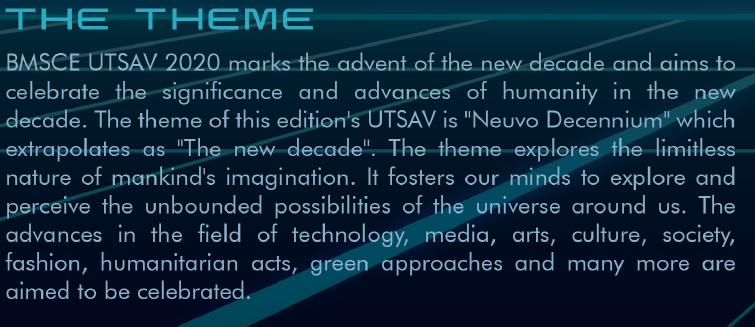 THE THEME
BMSCE UTSAV 2020 marks the advent of the new decade and aims to
celebrate the significance and advances of humanity in the new
decade. The theme of this edition's UTSAV is "Neuvo Decennium" which
extrapolates as "The new decade". The theme explores the limitless
nature of mankind's imagination. It fosters our minds to explore and
perceive the unbounded possibilities of the universe around us. The
advances in the field of technology, media, arts, culture, society,
fashion, humanitarian acts, green approaches and many more are
aimed to be celebrated.